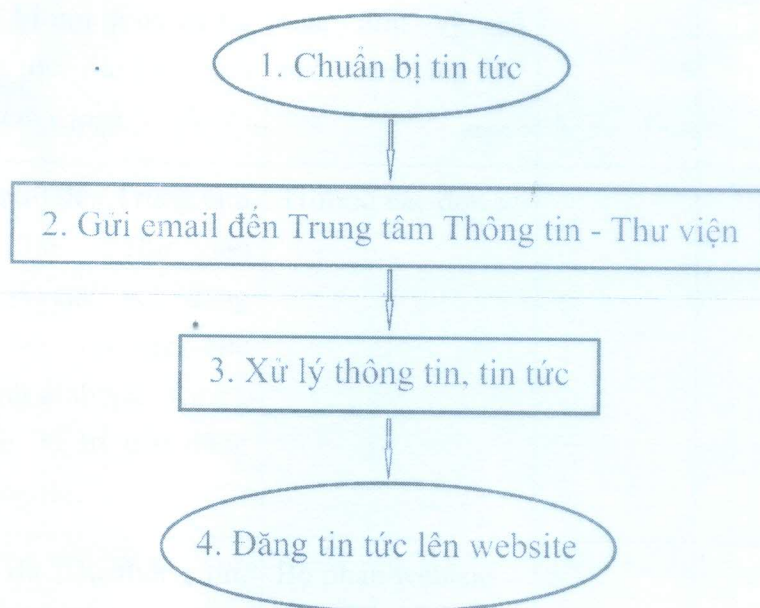 1. Chuẩn bị tin tức
2. Gửi email đến Trung tâm Thông tin - Thư viện
3. Xử lý thông tin, tin tức
4. Đăng tin tức lên website